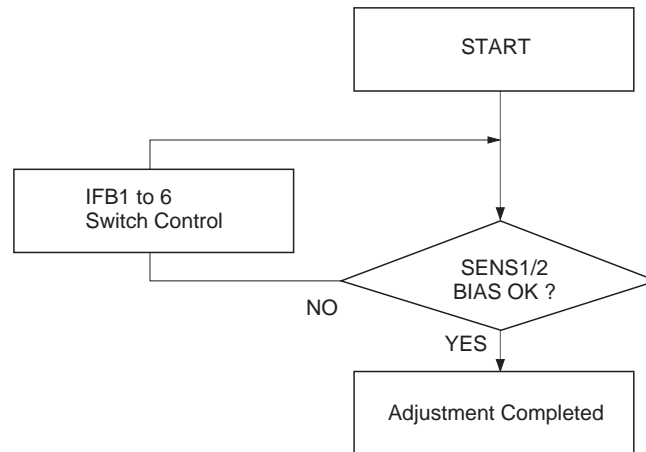 START
IFB1 to 6
Switch Control
SENS1/2
BIAS OK ?
NO
YES
Adjustment Completed